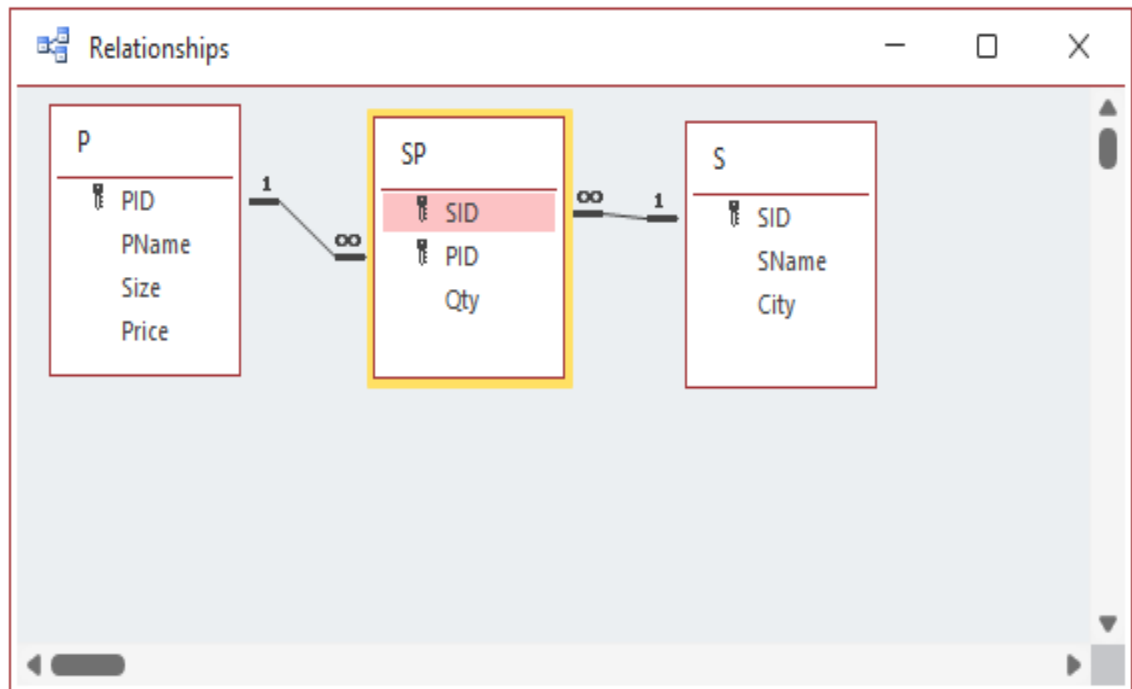 Relationships
P
PID
PName
Size
Price
1
∞
SP
SID
PID
Qty
∞
1
S
SID
SName
City